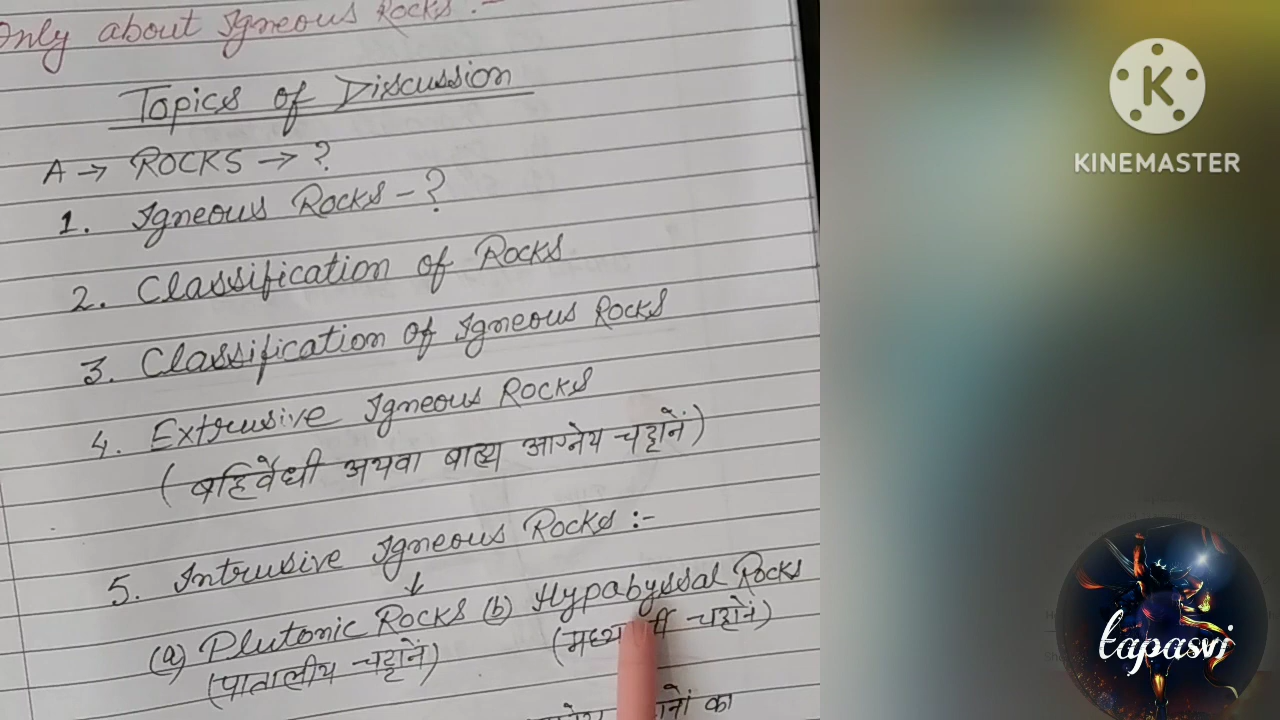 Only about Igneous Rocks :-
Topics of Discussion
A → ROCKS → ?
1. Igneous Rocks - ?
2. Classification of Rocks
3. Classification of Igneous Rocks
4. Extrusive Igneous Rocks
(बहिर्वेधी अथवा बाह्य आग्नेय चट्टानें)
5. Intrusive Igneous Rocks :-
↓
(a) Plutonic Rocks (b) Hypabyssal Rocks
(पातालीय चट्टानें) (चट्टानें)
का
KINEMASTER
tapasvi